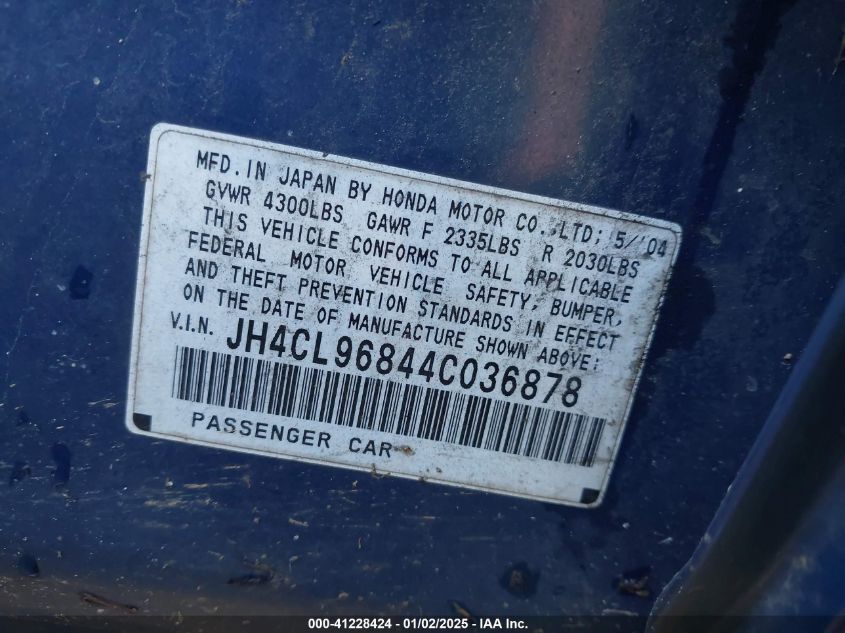 MFD. IN JAPAN BY HONDA MOTOR CO.,LTD; 5/'04
GVWR 4300LBS GAWR F 2335LBS R 2030LBS
THIS VEHICLE CONFORMS TO ALL APPLICABLE
FEDERAL MOTOR VEHICLE SAFETY, BUMPER,
AND THEFT PREVENTION STANDARDS IN EFFECT
ON THE DATE OF MANUFACTURE SHOWN ABOVE:
V.I.N. JH4CL96844C036878
PASSENGER CAR
000-41228424 - 01/02/2025 - IAA Inc.